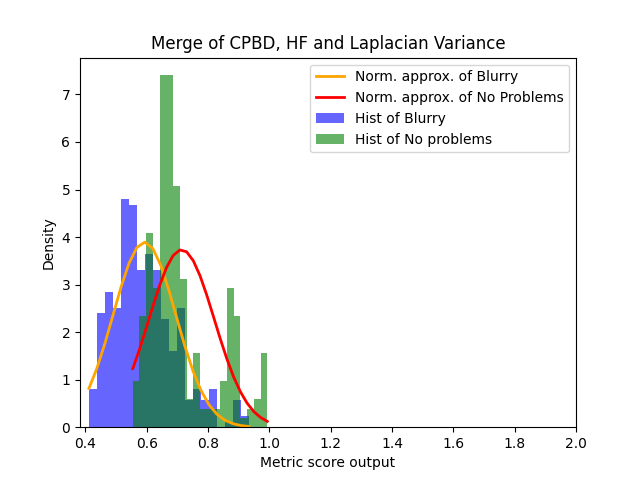 Merge of CPBD, HF and Laplacian Variance
Norm. approx. of Blurry
Norm. approx. of No Problems
Hist of Blurry
Hist of No problems
Density
7
6
5
4
3
2
1
0
0.4 0.6 0.8 1.0 1.2 1.4 1.6 1.8 2.0
Metric score output